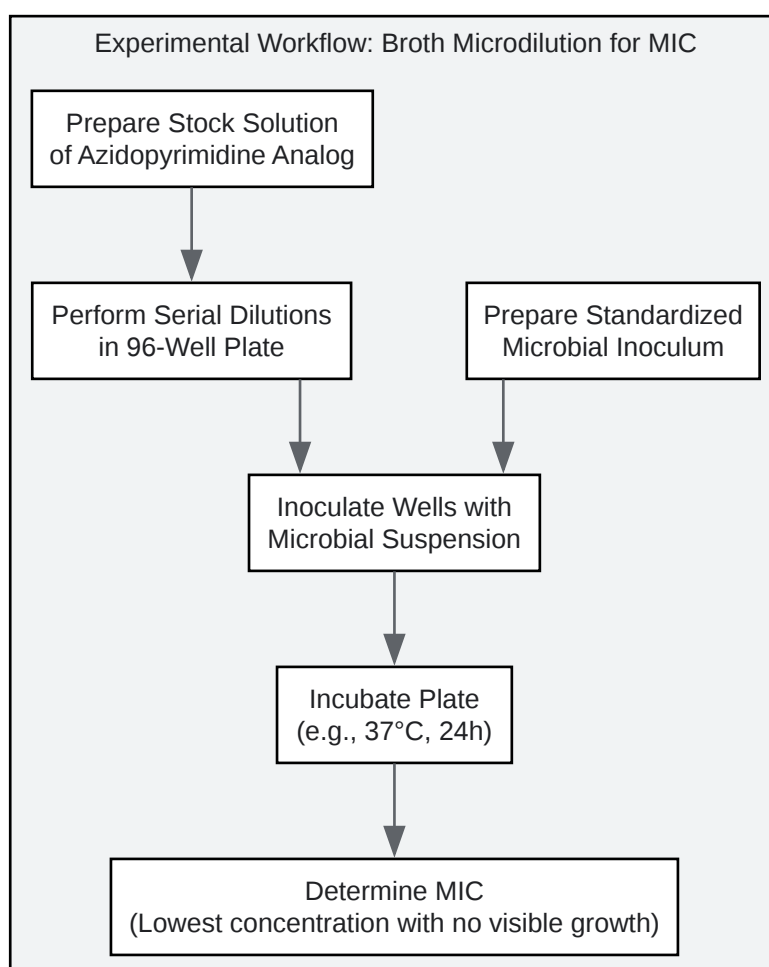 Experimental Workflow: Broth Microdilution for MIC
Prepare Stock Solution
of Azidopyrimidine Analog
Perform Serial Dilutions
in 96-Well Plate
Prepare Standardized
Microbial Inoculum
Inoculate Wells with
Microbial Suspension
Incubate Plate
(e.g., 37°C, 24h)
Determine MIC
(Lowest concentration with no visible growth)